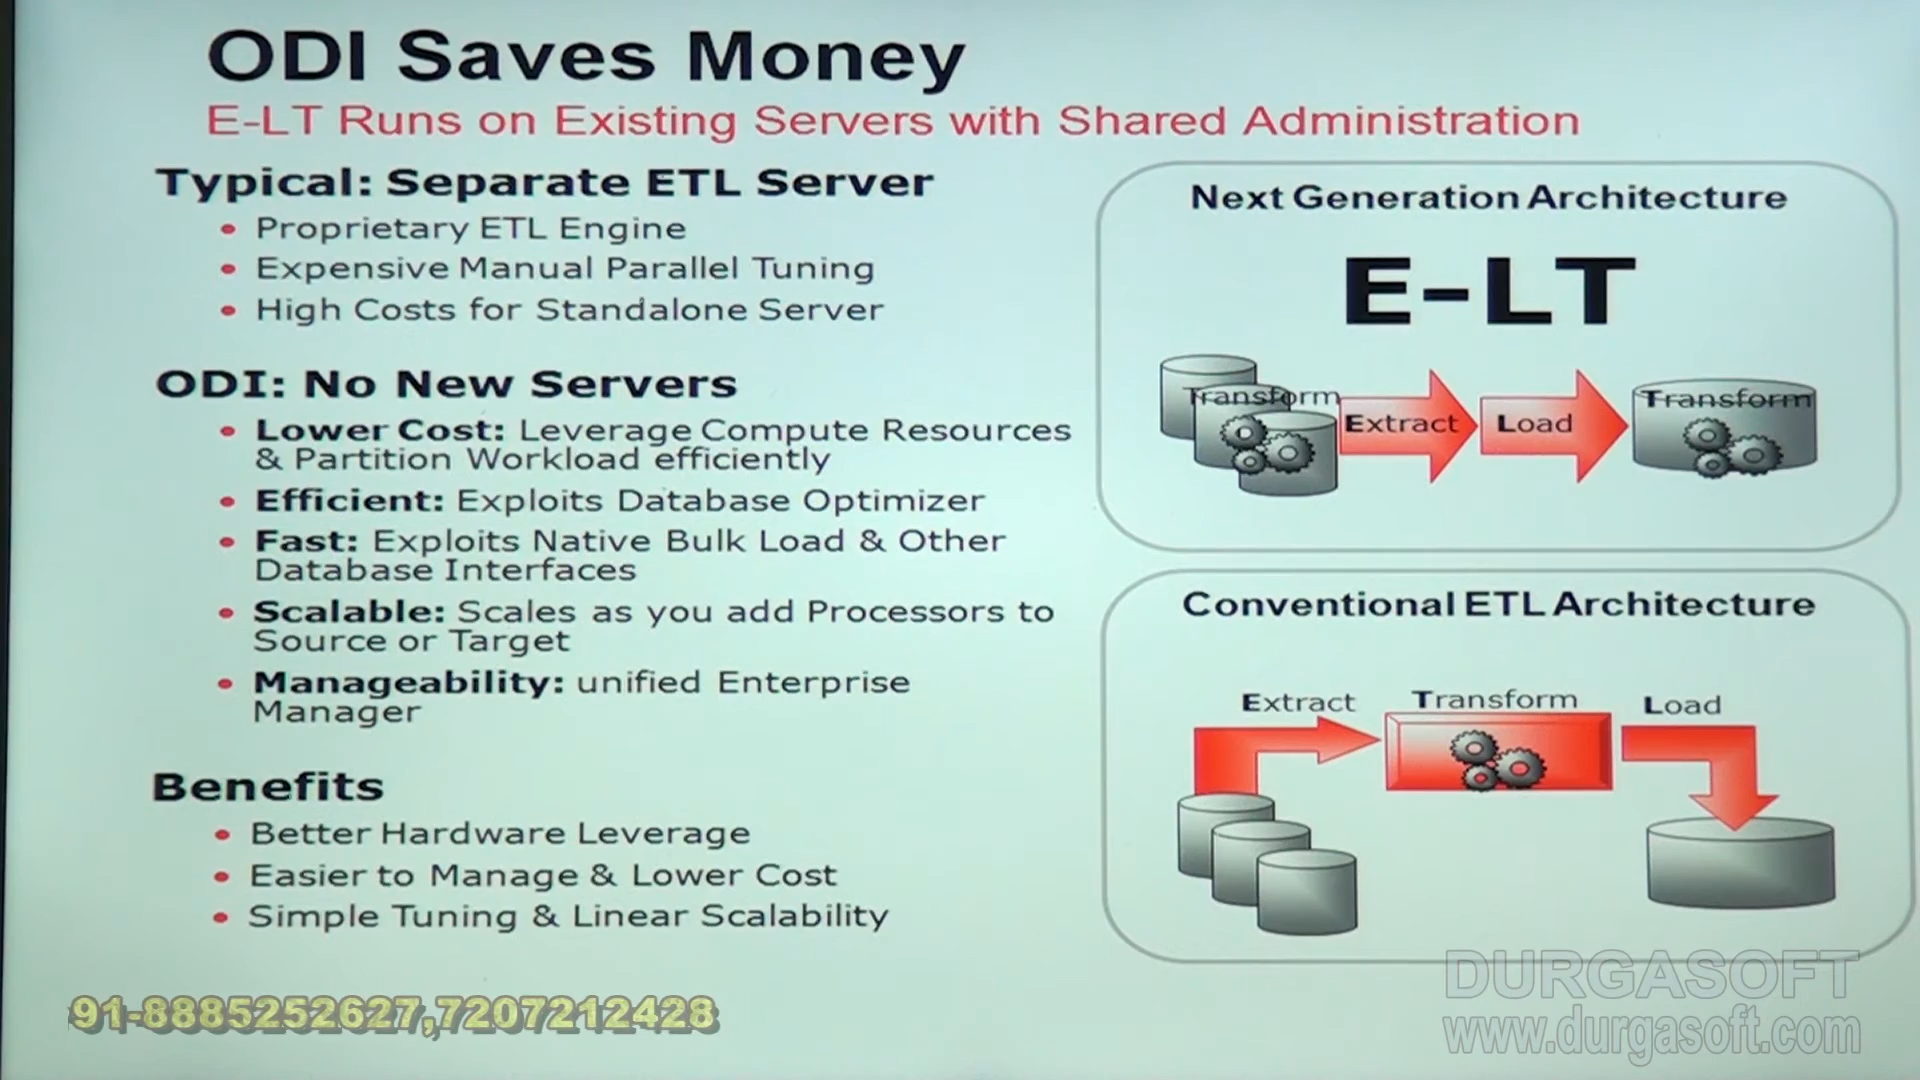 ODI Saves Money
E-LT Runs on Existing Servers with Shared Administration
Typical: Separate ETL Server
• Proprietary ETL Engine
• Expensive Manual Parallel Tuning
• High Costs for Standalone Server
ODI: No New Servers
• Lower Cost: Leverage Compute Resources
& Partition Workload efficiently
• Efficient: Exploits Database Optimizer
• Fast: Exploits Native Bulk Load & Other
Database Interfaces
• Scalable: Scales as you add Processors to
Source or Target
• Manageability: unified Enterprise
Manager
Benefits
• Better Hardware Leverage
• Easier to Manage & Lower Cost
• Simple Tuning & Linear Scalability
Next Generation Architecture
E-LT
Transform
Extract
Load
Transform
Conventional ETL Architecture
Extract
Transform
Load
91-8885252627,7207212428
DURGASOFT
www.durgasoft.com